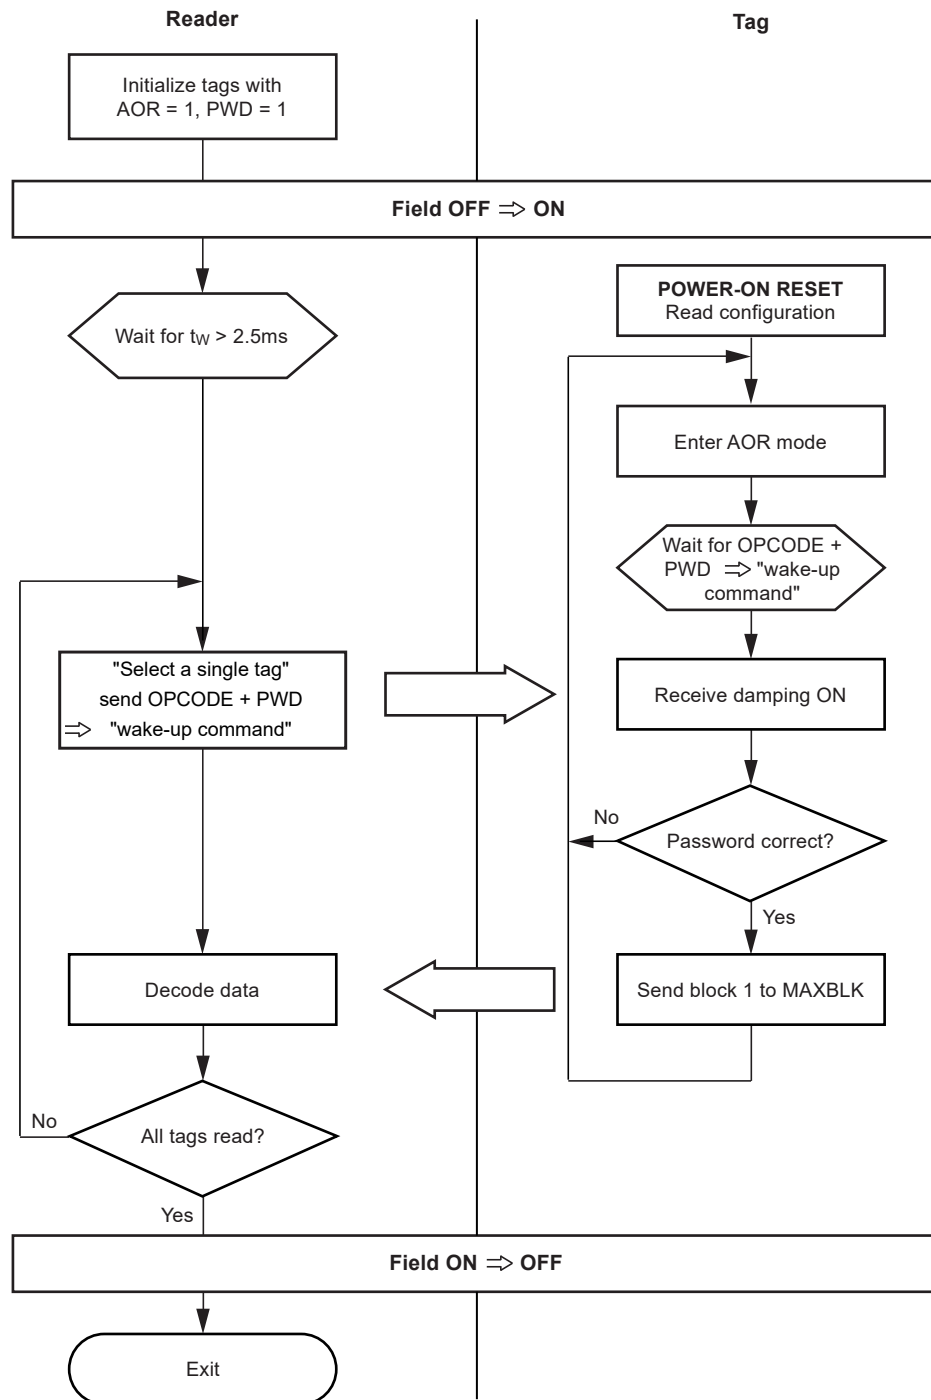 Reader
Tag
Initialize tags with
AOR = 1, PWD = 1
Field OFF ⇒ ON
POWER-ON RESET
Read configuration
Wait for tW > 2.5ms
Enter AOR mode
Wait for OPCODE +
PWD ⇒ "wake-up
command"
"Select a single tag"
send OPCODE + PWD
⇒ "wake-up command"
Receive damping ON
No
Password correct?
Yes
Decode data
Send block 1 to MAXBLK
No
All tags read?
Yes
Field ON ⇒ OFF
Exit